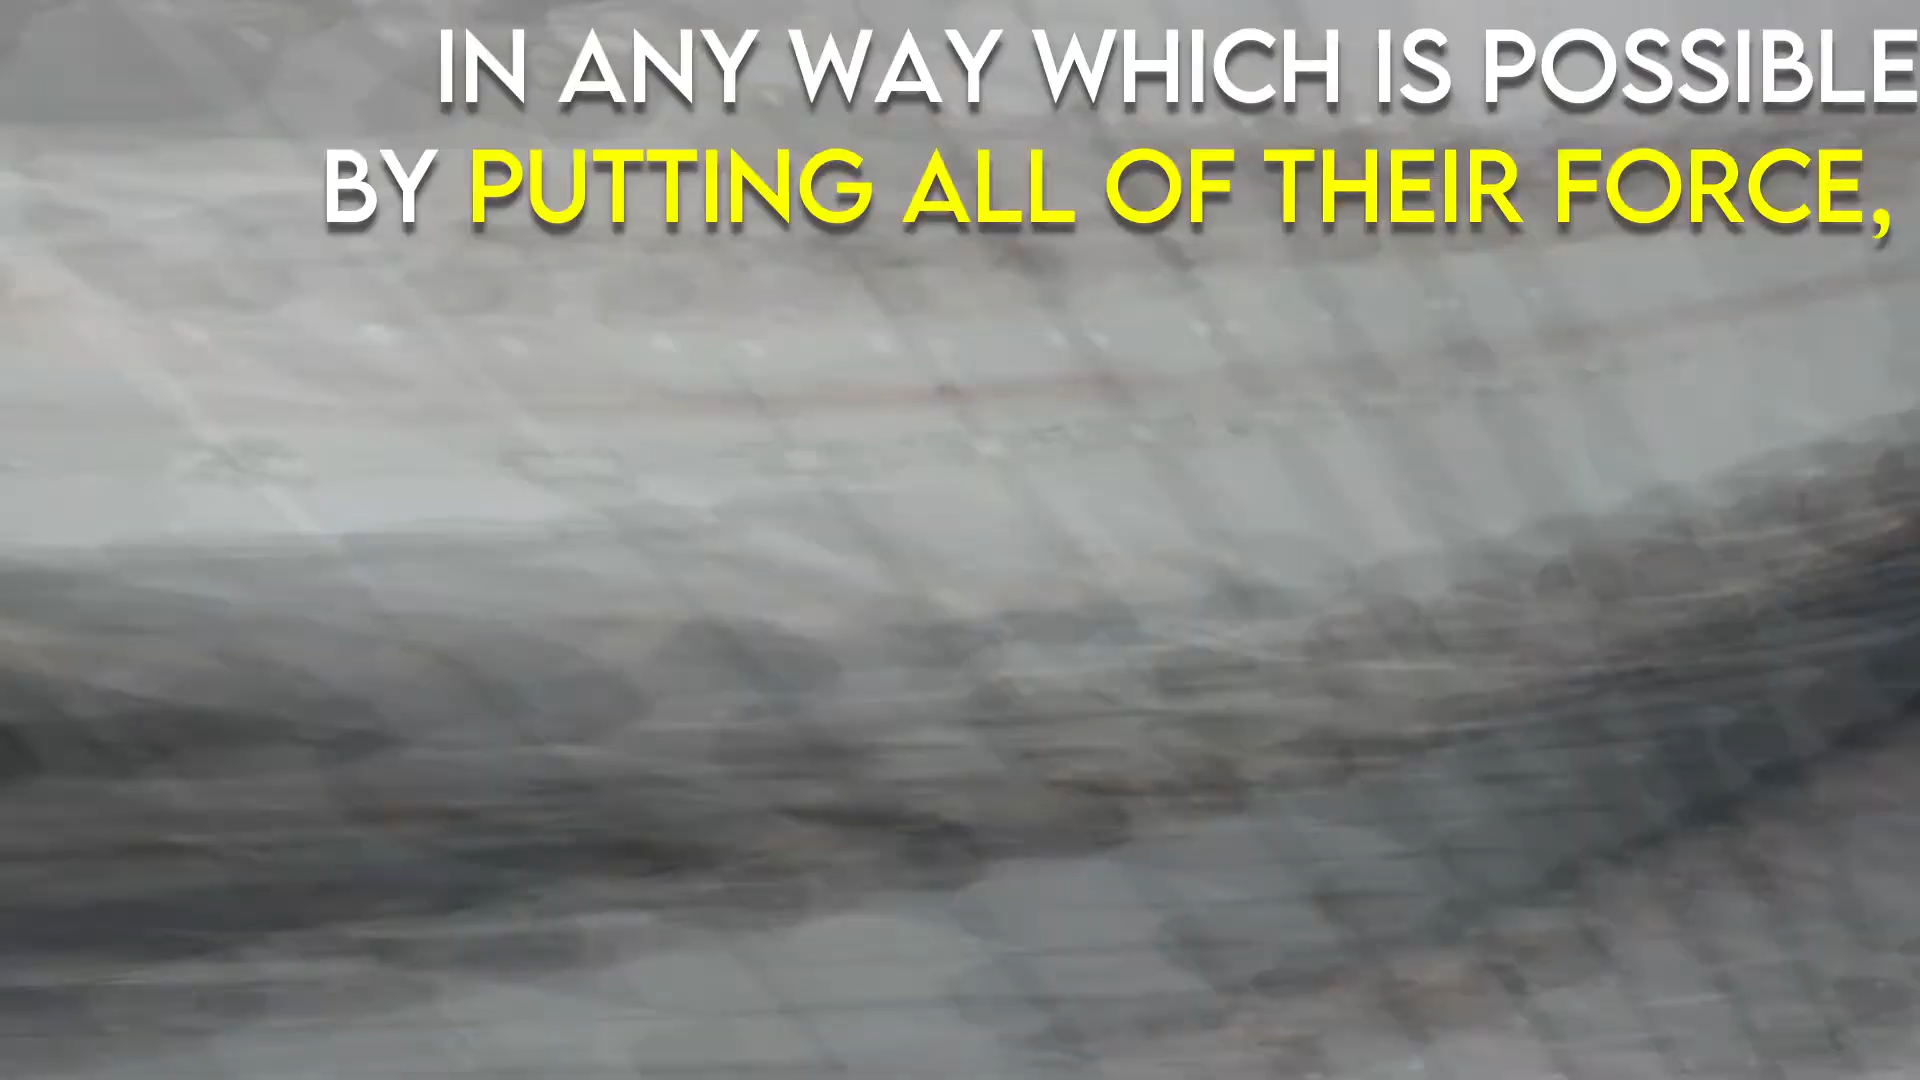 IN ANY WAY WHICH IS POSSIBLE
BY PUTTING ALL OF THEIR FORCE,